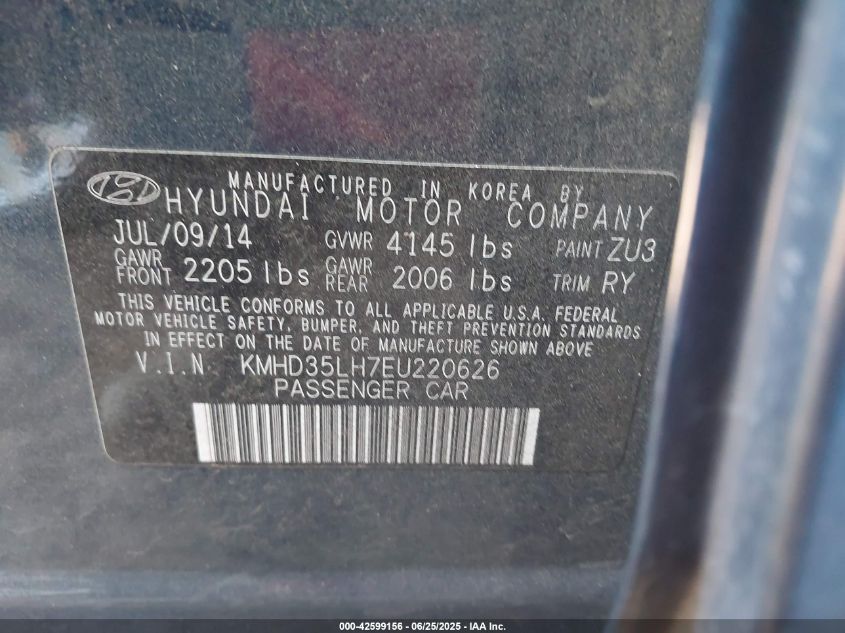 MANUFACTURED IN KOREA BY
HYUNDAI MOTOR COMPANY
JUL/09/14 GVWR 4145 lbs PAINT ZU3
GAWR FRONT 2205 lbs GAWR REAR 2006 lbs TRIM RY
THIS VEHICLE CONFORMS TO ALL APPLICABLE U.S.A. FEDERAL
MOTOR VEHICLE SAFETY, BUMPER, AND THEFT PREVENTION STANDARDS
IN EFFECT ON THE DATE OF MANUFACTURE SHOWN ABOVE
V.I.N KMHD35LH7EU220626
PASSENGER CAR
000-42599156 - 06/25/2025 - IAA Inc.